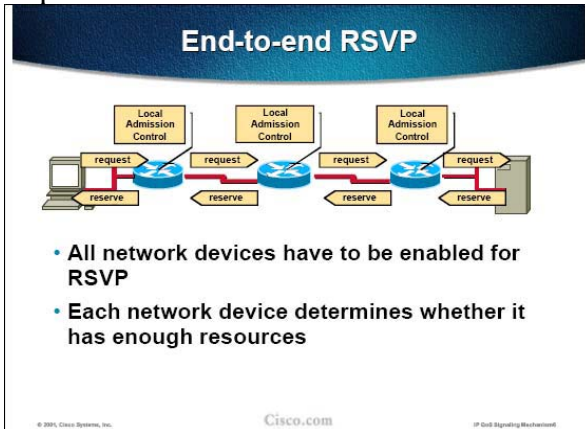 End-to-end RSVP
Local
Admission
Control
Local
Admission
Control
Local
Admission
Control
request
request
request
request
reserve
reserve
reserve
reserve
• All network devices have to be enabled for
RSVP
• Each network device determines whether it
has enough resources
© 2001, Cisco Systems, Inc.
Cisco.com
IP QoS Signaling Mechanism6